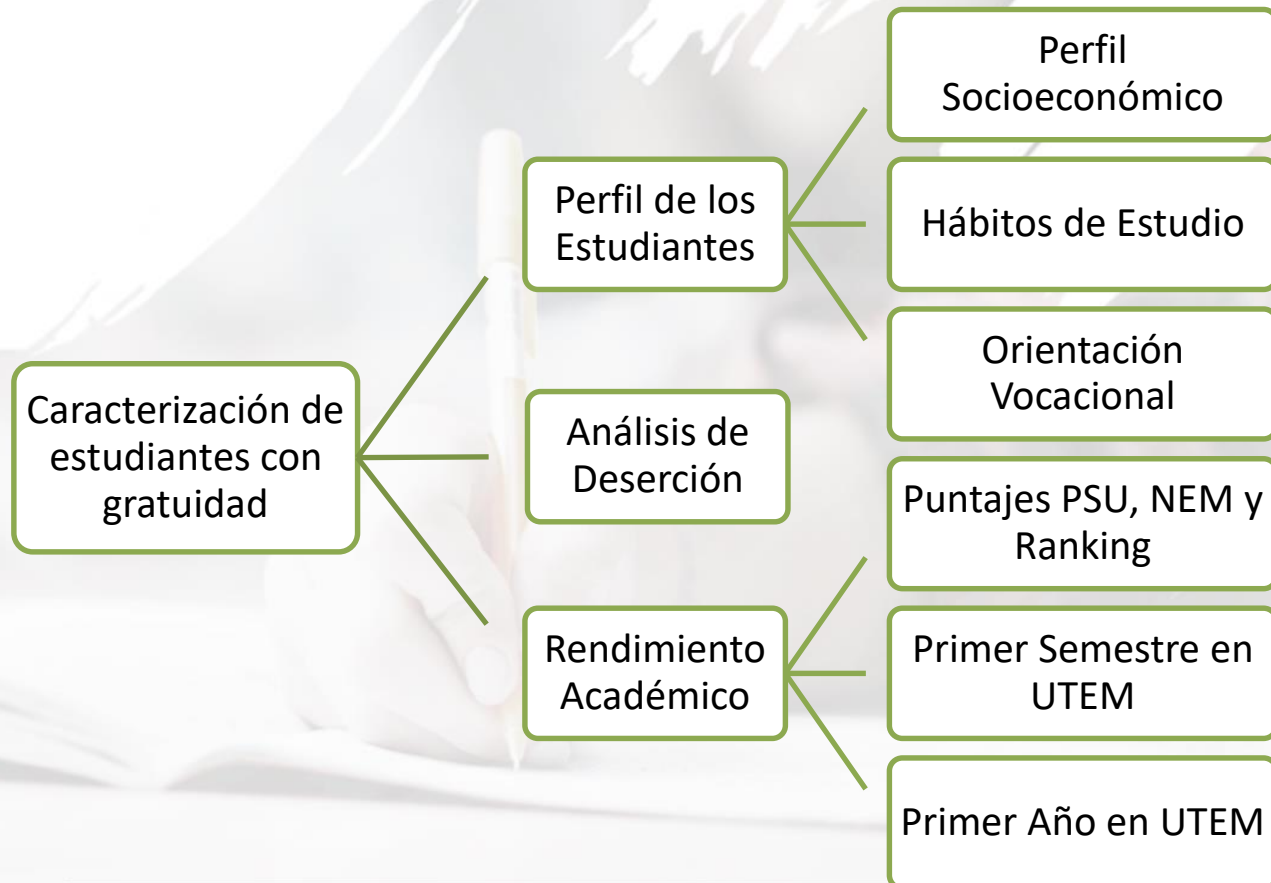 Caracterización de
estudiantes con
gratuidad
Perfil de los
Estudiantes
Perfil
Socioeconómico
Hábitos de Estudio
Orientación
Vocacional
Análisis de
Deserción
Rendimiento
Académico
Puntajes PSU, NEM y
Ranking
Primer Semestre en
UTEM
Primer Año en UTEM